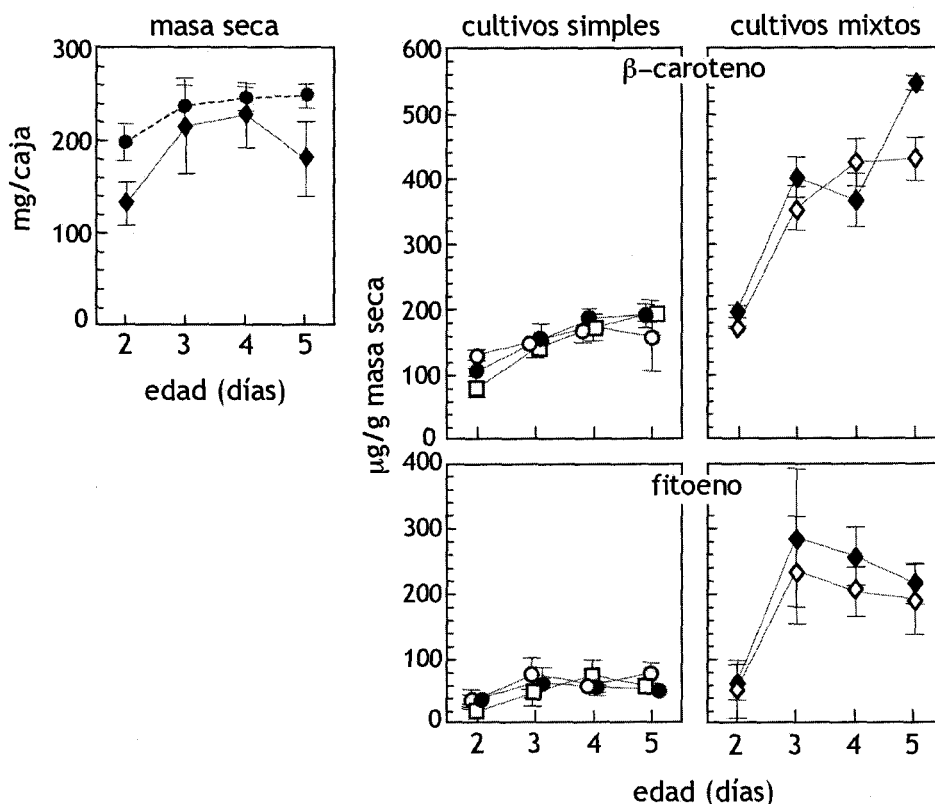 masa seca
300
200
100
0
mg/caja
2 3 4 5
edad (días)
cultivos simples
cultivos mixtos
β-caroteno
600
500
400
300
200
100
0
µg/g masa seca
fitoeno
400
300
200
100
0
2 3 4 5
2 3 4 5
edad (días)